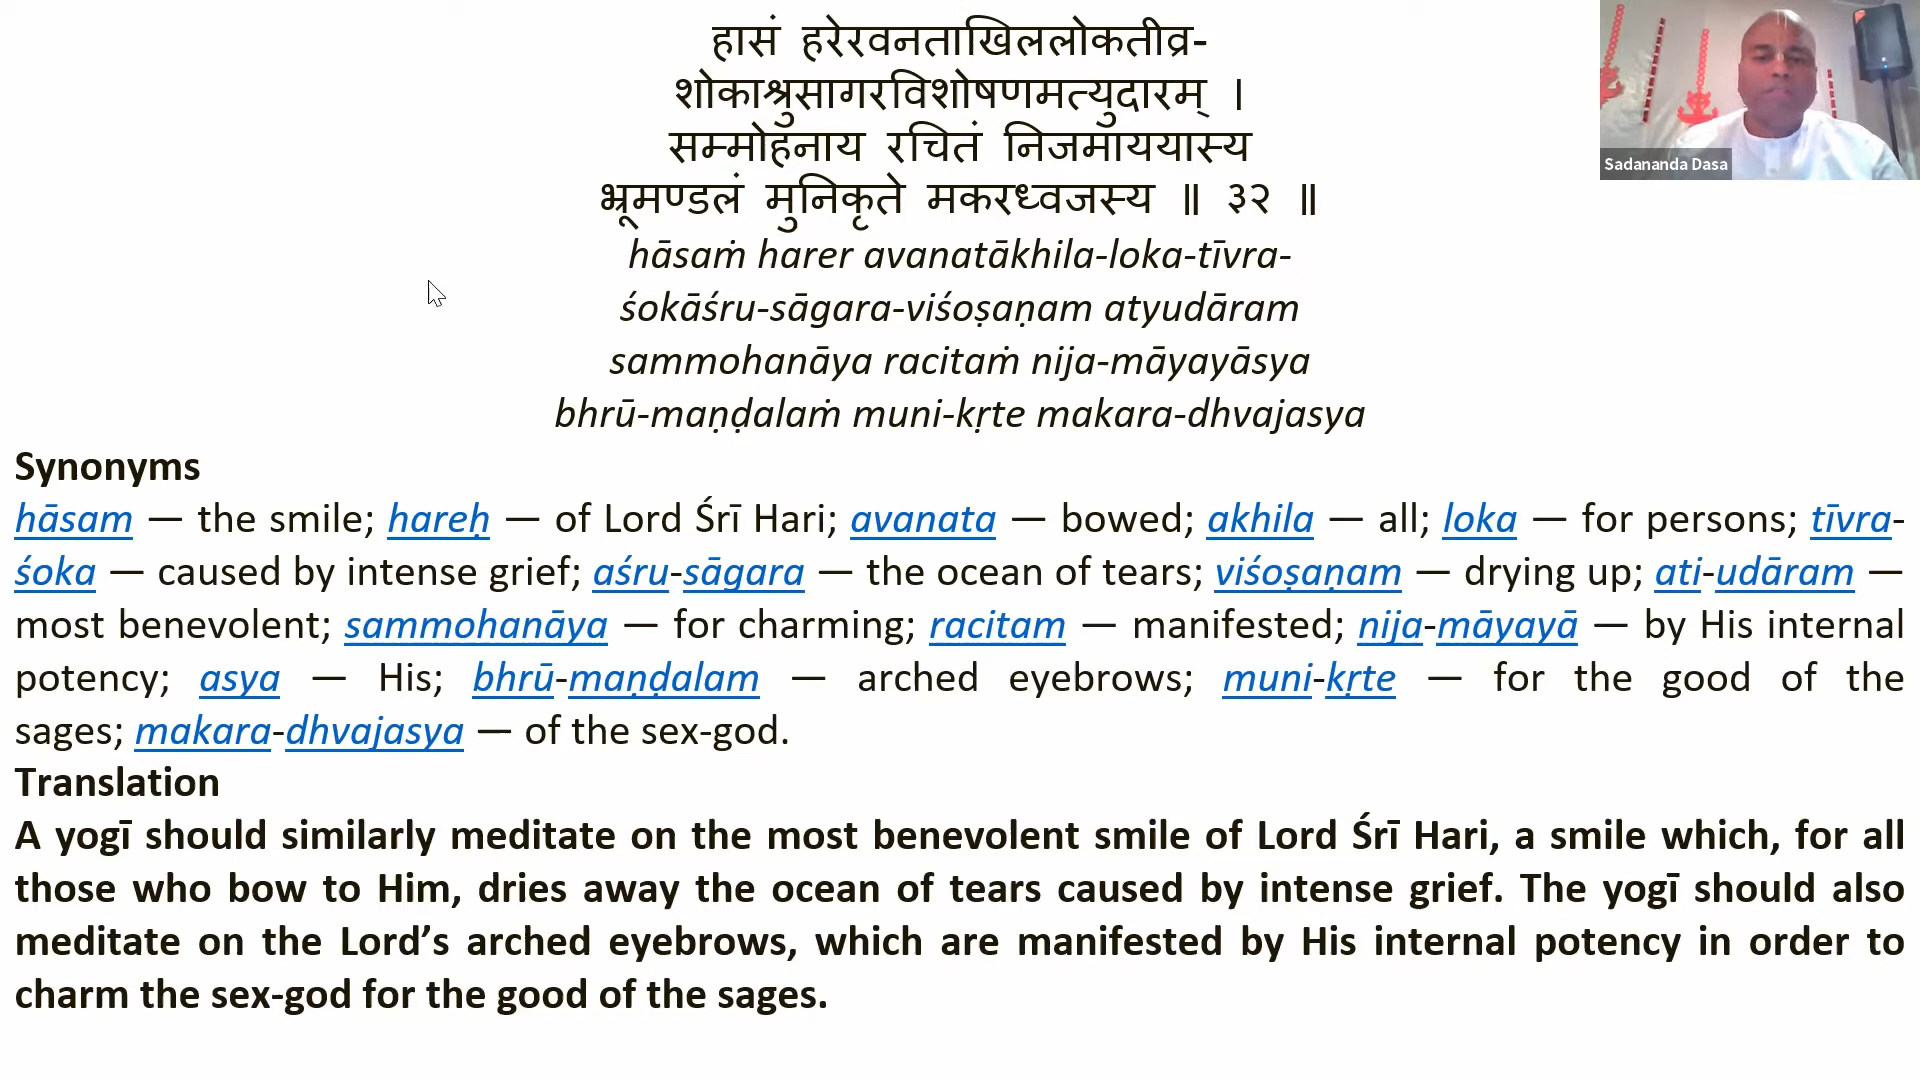 हासं हरेरवनताखिललोकतीव्र-
शोकाश्रुसागरविशोषणमत्युदारम् ।
सम्मोहनाय रचितं निजमाययास्य
भ्रूमण्डलं मुनिकृते मकरध्वजस्य ॥ ३२ ॥
hāsaṁ harer avanatākhila-loka-tīvra-
śokāśru-sāgara-viśoṣaṇam atyudāram
sammohanāya racitaṁ nija-māyayāsya
bhrū-maṇḍalaṁ muni-kṛte makara-dhvajasya
Synonyms
hāsam — the smile; hareḥ — of Lord Śrī Hari; avanata — bowed; akhila — all; loka — for persons; tīvra-
śoka — caused by intense grief; aśru-sāgara — the ocean of tears; viśoṣaṇam — drying up; ati-udāram —
most benevolent; sammohanāya — for charming; racitam — manifested; nija-māyayā — by His internal
potency; asya — His; bhrū-maṇḍalam — arched eyebrows; muni-kṛte — for the good of the
sages; makara-dhvajasya — of the sex-god.
Translation
A yogī should similarly meditate on the most benevolent smile of Lord Śrī Hari, a smile which, for all
those who bow to Him, dries away the ocean of tears caused by intense grief. The yogī should also
meditate on the Lord’s arched eyebrows, which are manifested by His internal potency in order to
charm the sex-god for the good of the sages.
Sadananda Dasa